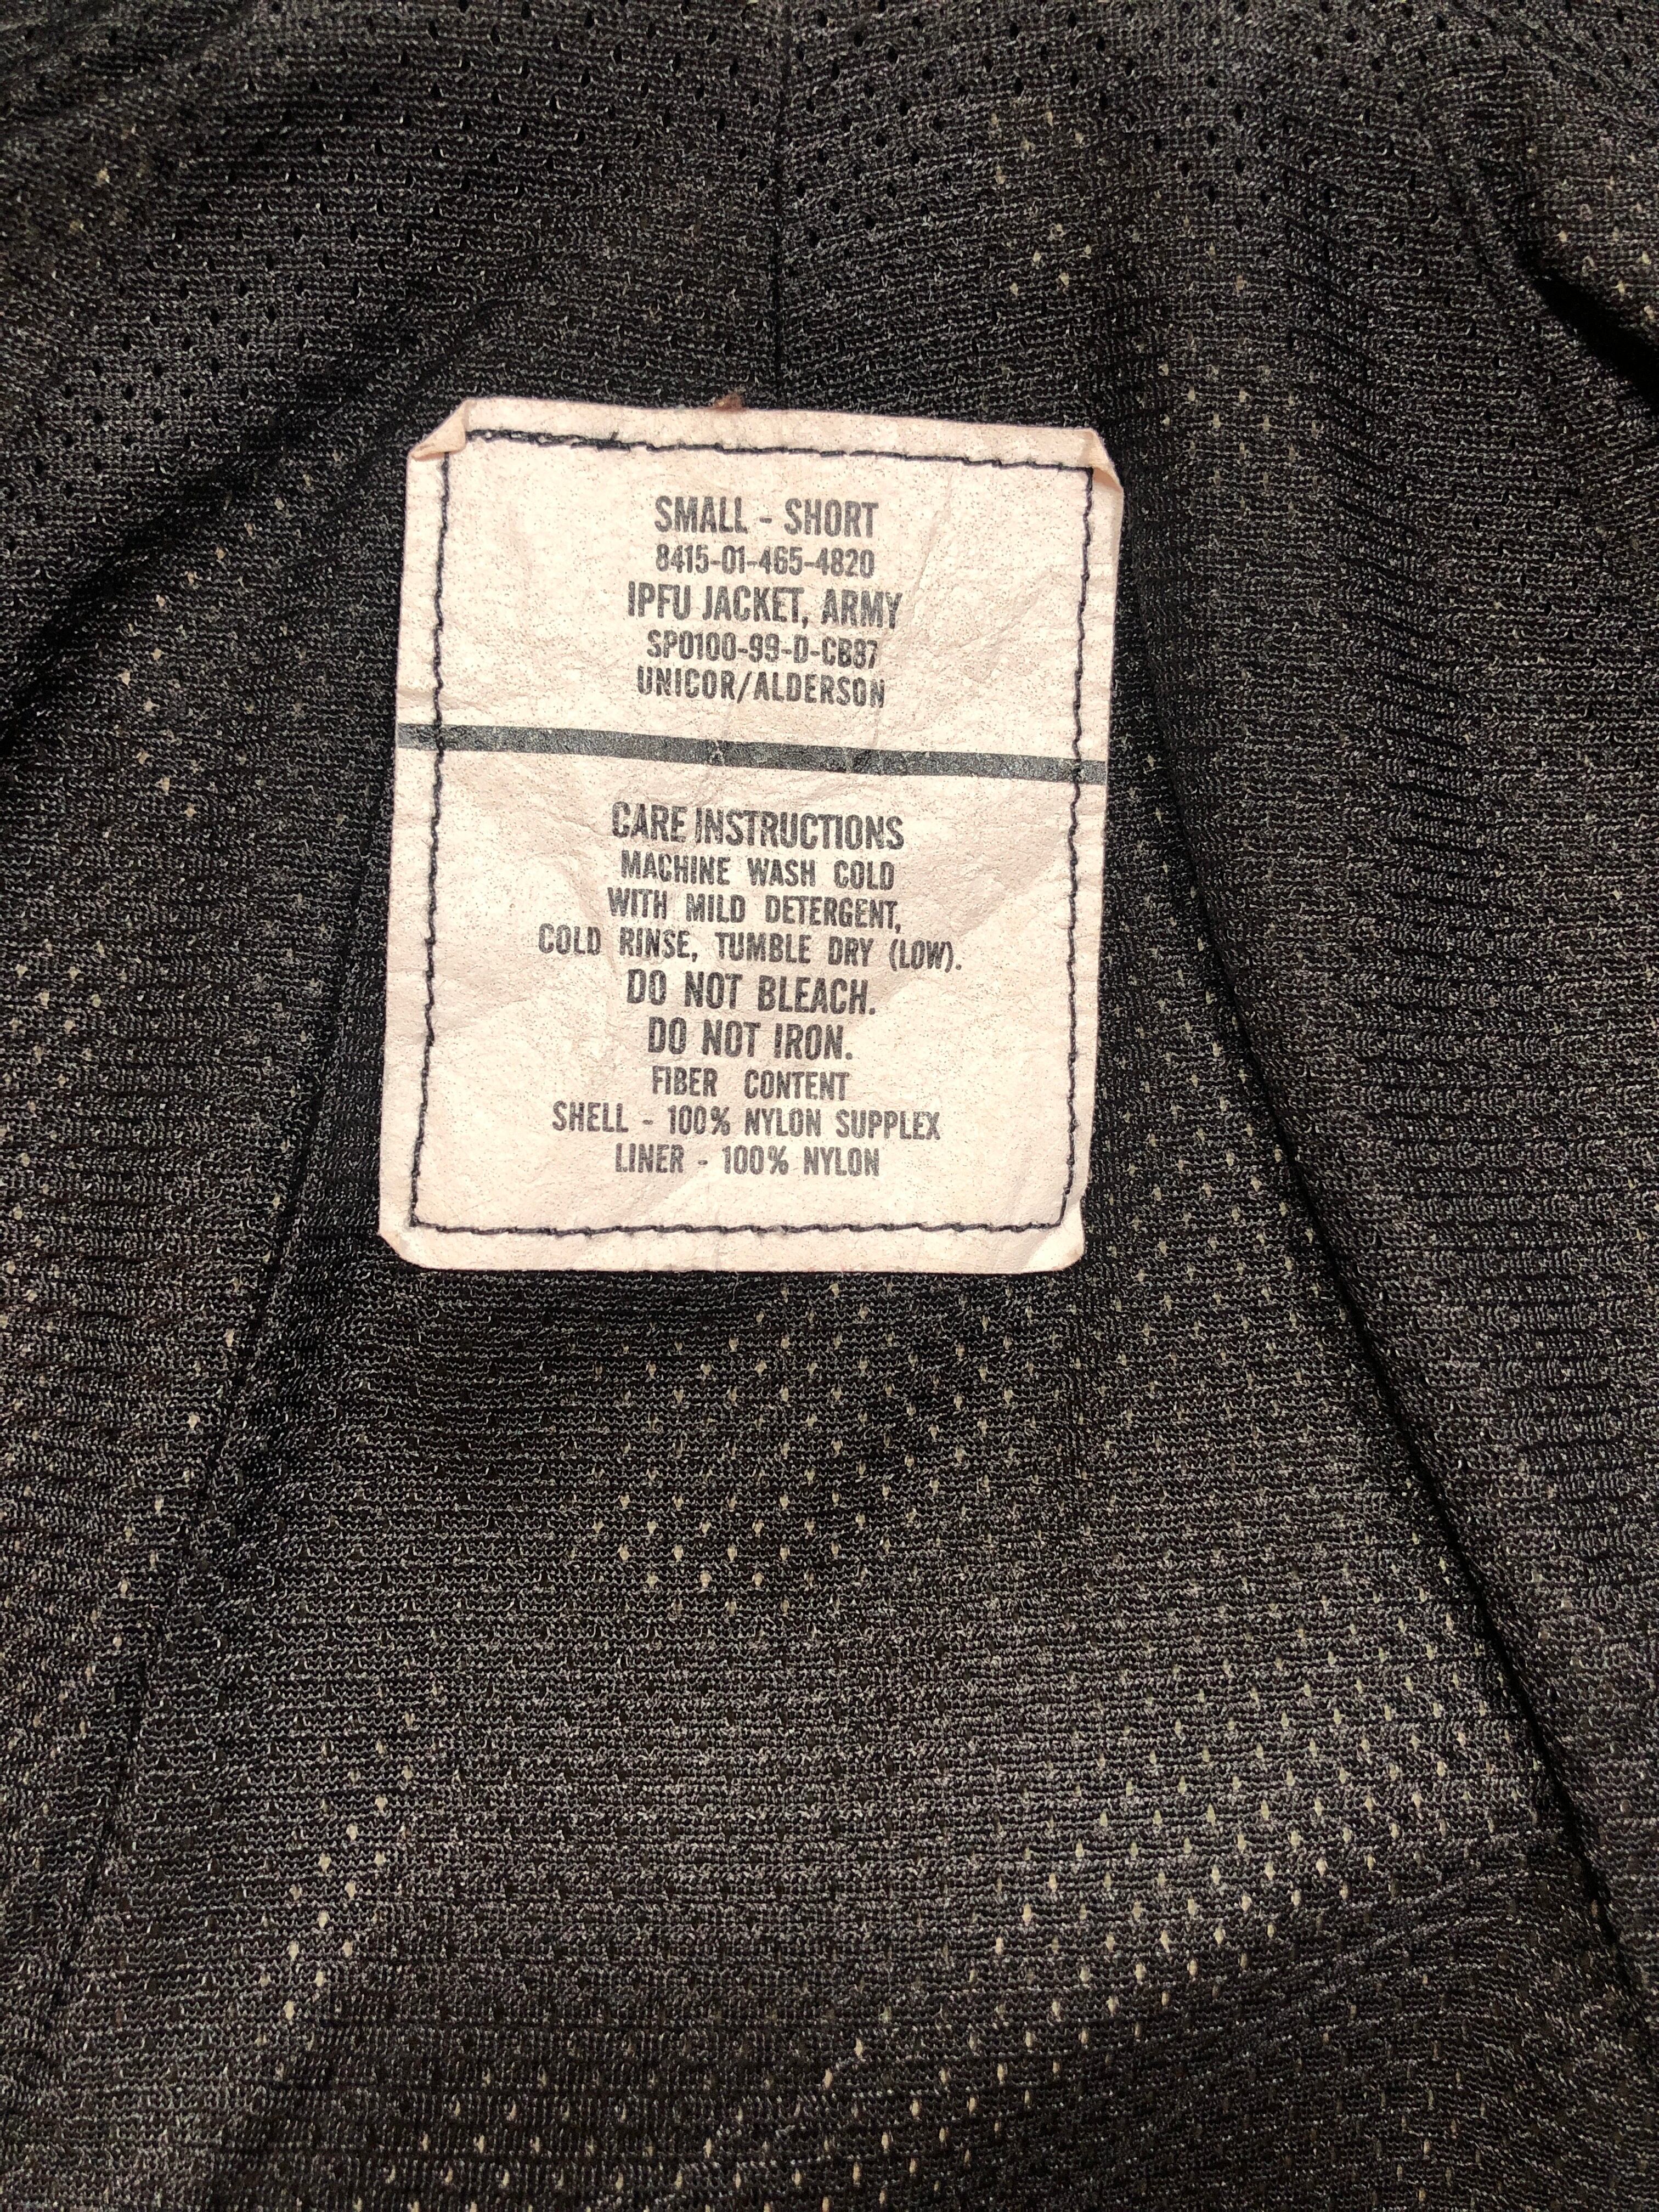 SMALL - SHORT
8415-01-465-4820
IPFU JACKET, ARMY
SP0100-99-D-CB97
UNICOR/ALDERSON
CARE INSTRUCTIONS
MACHINE WASH COLD
WITH MILD DETERGENT,
COLD RINSE, TUMBLE DRY (LOW).
DO NOT BLEACH.
DO NOT IRON.
FIBER CONTENT
SHELL - 100% NYLON SUPPLEX
LINER - 100% NYLON